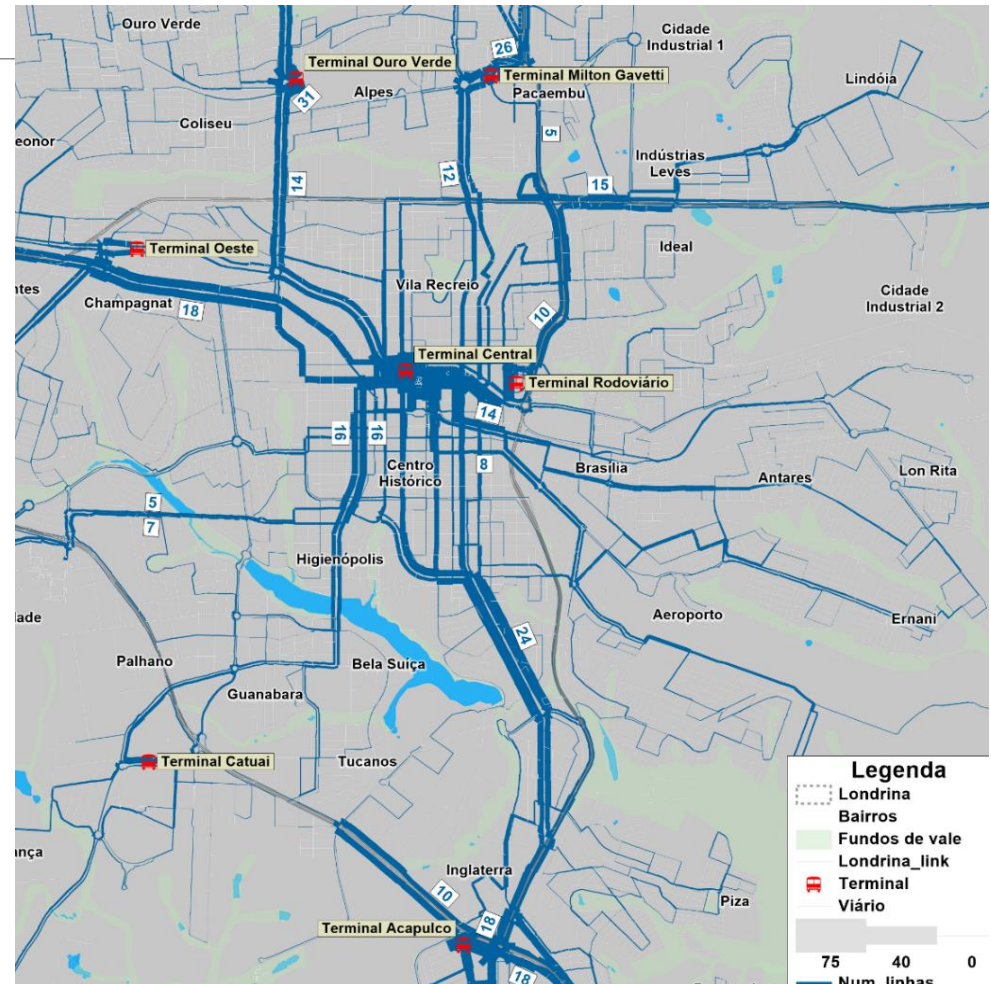 Ouro Verde
26
Cidade
Industrial 1
Terminal Ouro Verde
Terminal Milton Gavetti
Lindóia
31
Alpes
Pacaembu
Coliseu
5
eonor
Indústrias
Leves
12
14
15
Terminal Oeste
Ideal
ntes
Vila Recreio
Champagnat
18
Cidade
Industrial 2
10
Terminal Central
Terminal Rodoviário
14
16
16
Centro
Histórico
8
Brasília
Antares
Lon Rita
5
7
Higienópolis
lade
Aeroporto
Ernani
24
Palhano
Bela Suíça
Guanabara
Terminal Catuai
Tucanos
Legenda
Londrina
Bairros
Fundos de vale
Londrina_link
Terminal
Viário
75 40 0
Num_linhas
ança
Inglaterra
10
Piza
Terminal Acapulco
18
18